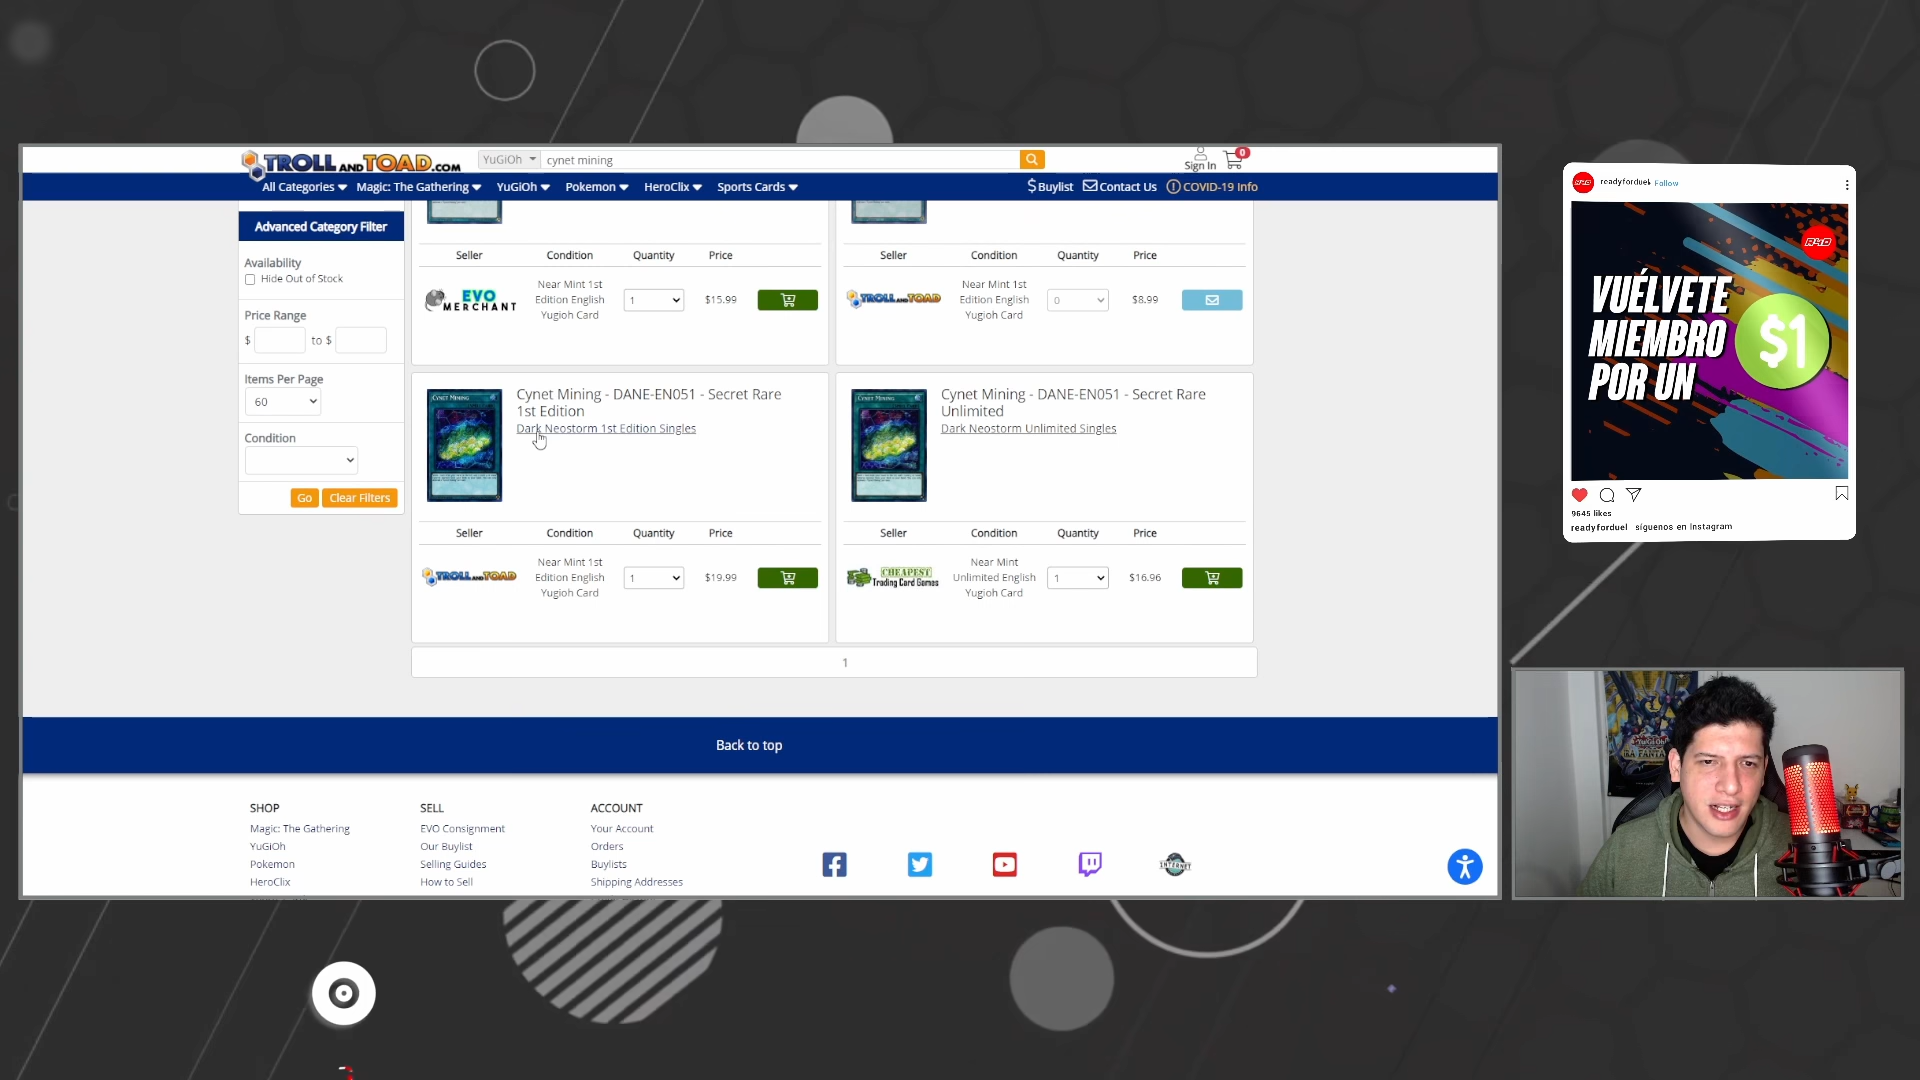 TROLL AND TOAD.COM
YuGiOh
cynet mining
Sign In
0
All Categories
Magic: The Gathering
YuGiOh
Pokemon
HeroClix
Sports Cards
$ Buylist
Contact Us
COVID-19 Info
Advanced Category Filter
Availability
Hide Out of Stock
Price Range
$ to $
Items Per Page
60
Condition
Go
Clear Filters
Seller Condition Quantity Price
EVO
MERCHANT
Near Mint 1st
Edition English
Yugioh Card
1
$15.99
Seller Condition Quantity Price
TROLL AND TOAD
Near Mint 1st
Edition English
Yugioh Card
0
$8.99
CYNET MINING
Cynet Mining - DANE-EN051 - Secret Rare
1st Edition
Dark Neostorm 1st Edition Singles
Seller Condition Quantity Price
TROLL AND TOAD
Near Mint 1st
Edition English
Yugioh Card
1
$19.99
CYNET MINING
Cynet Mining - DANE-EN051 - Secret Rare
Unlimited
Dark Neostorm Unlimited Singles
Seller Condition Quantity Price
CHEAPEST
Trading Card Games
Near Mint
Unlimited English
Yugioh Card
1
$16.96
1
Back to top
SHOP
Magic: The Gathering
YuGiOh
Pokemon
HeroClix
SELL
EVO Consignment
Our Buylist
Selling Guides
How to Sell
ACCOUNT
Your Account
Orders
Buylists
Shipping Addresses
INTERNET
readyforduel Follow
R4D
VUÉLVETE
MIEMBRO
POR UN
$1
9645 likes
readyforduel síguenos en Instagram